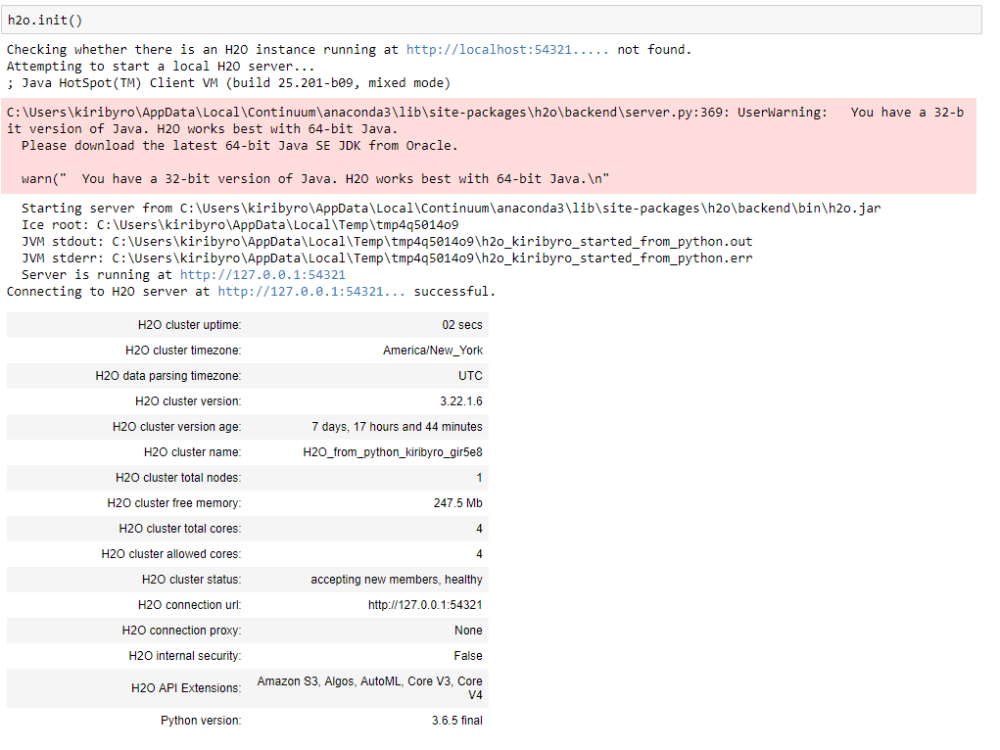 h2o.init()
Checking whether there is an H2O instance running at http://localhost:54321..... not found.
Attempting to start a local H2O server...
; Java HotSpot(TM) Client VM (build 25.201-b09, mixed mode)
C:\Users\kiribyro\AppData\Local\Continuum\anaconda3\lib\site-packages\h2o\backend\server.py:369: UserWarning:   You have a 32-b
it version of Java. H2O works best with 64-bit Java.
  Please download the latest 64-bit Java SE JDK from Oracle.
  warn("  You have a 32-bit version of Java. H2O works best with 64-bit Java.\n"
  Starting server from C:\Users\kiribyro\AppData\Local\Continuum\anaconda3\lib\site-packages\h2o\backend\bin\h2o.jar
  Ice root: C:\Users\kiribyro\AppData\Local\Temp\tmp4q5014o9
  JVM stdout: C:\Users\kiribyro\AppData\Local\Temp\tmp4q5014o9\h2o_kiribyro_started_from_python.out
  JVM stderr: C:\Users\kiribyro\AppData\Local\Temp\tmp4q5014o9\h2o_kiribyro_started_from_python.err
  Server is running at http://127.0.0.1:54321
Connecting to H2O server at http://127.0.0.1:54321... successful.
H2O cluster uptime: 02 secs
H2O cluster timezone: America/New_York
H2O data parsing timezone: UTC
H2O cluster version: 3.22.1.6
H2O cluster version age: 7 days, 17 hours and 44 minutes
H2O cluster name: H2O_from_python_kiribyro_gir5e8
H2O cluster total nodes: 1
H2O cluster free memory: 247.5 Mb
H2O cluster total cores: 4
H2O cluster allowed cores: 4
H2O cluster status: accepting new members, healthy
H2O connection url: http://127.0.0.1:54321
H2O connection proxy: None
H2O internal security: False
H2O API Extensions: Amazon S3, Algos, AutoML, Core V3, Core
V4
Python version: 3.6.5 final